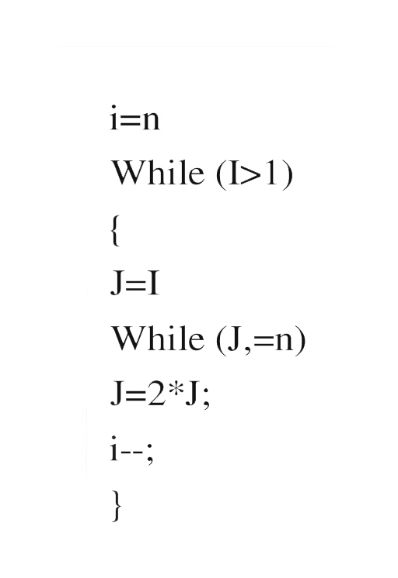 i=n
While (I>1)
{
J=I
While (J,=n)
J=2*J;
i--;
}